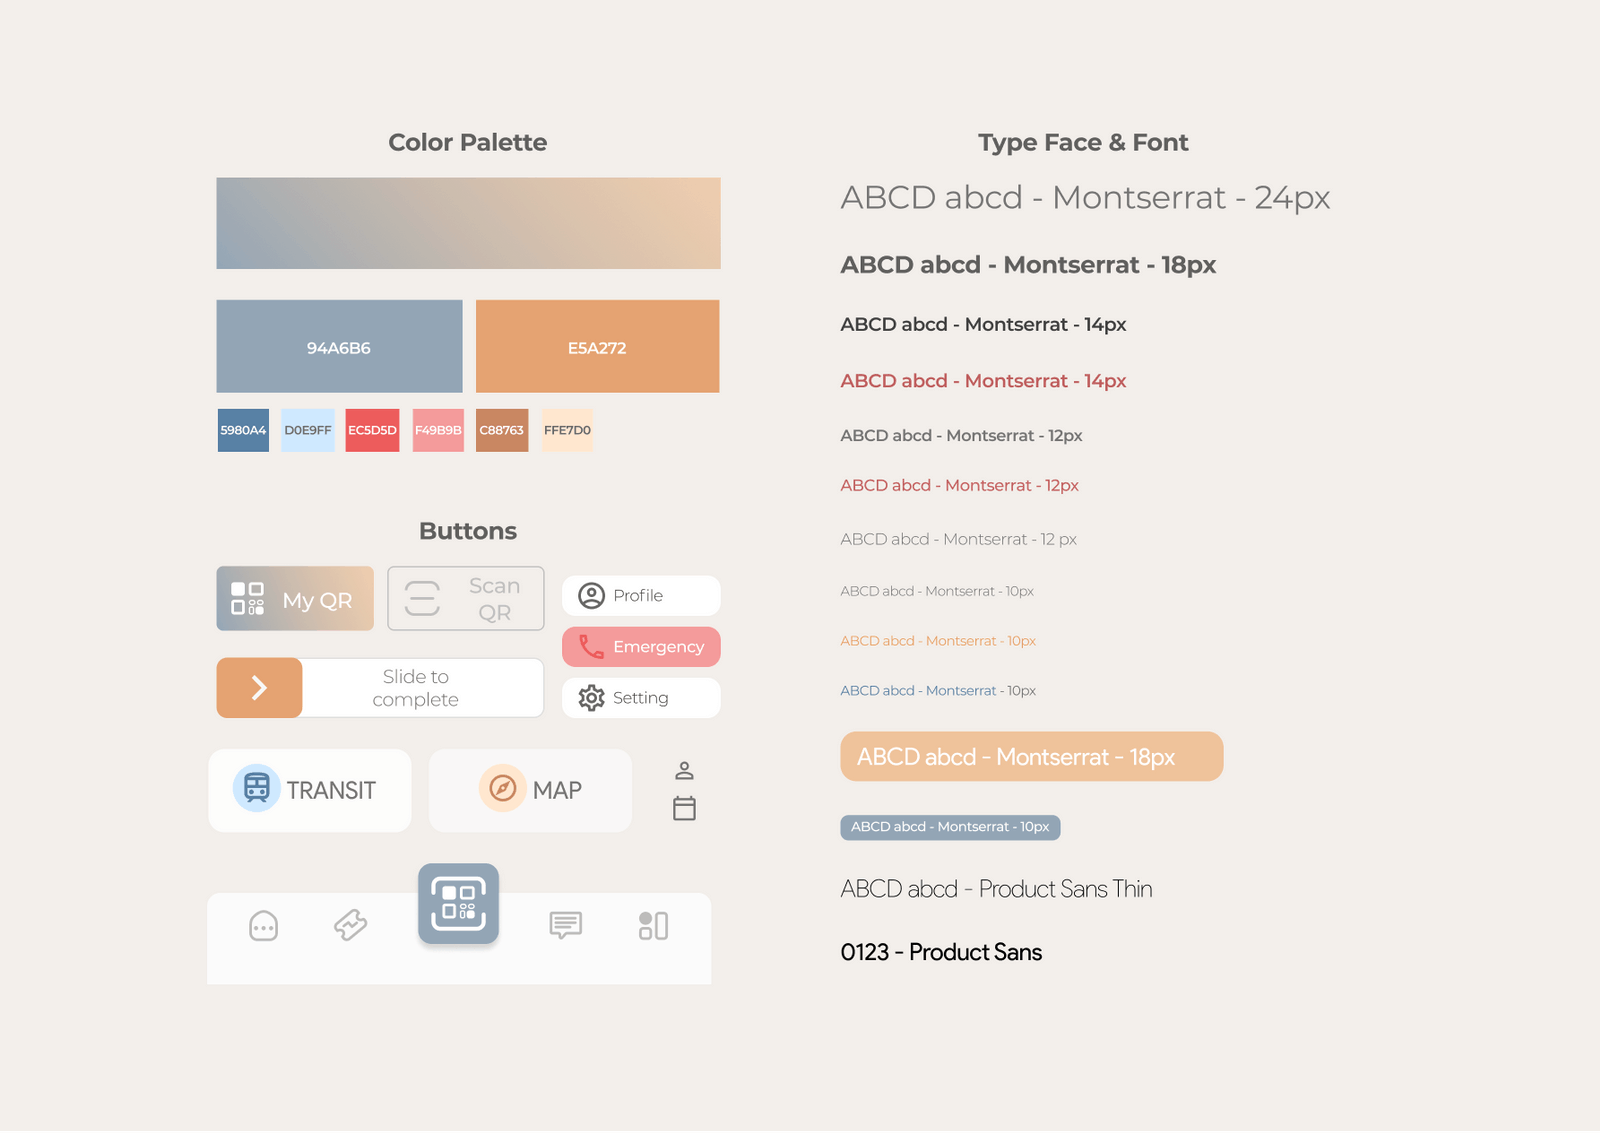 Color Palette
94A6B6
E5A272
5980A4
D0E9FF
EC5D5D
F49B9B
C88763
FFE7D0
Buttons
My QR
Scan
QR
Profile
Emergency
Slide to
complete
Setting
TRANSIT
MAP
Type Face & Font
ABCD abcd - Montserrat - 24px
ABCD abcd - Montserrat - 18px
ABCD abcd - Montserrat - 14px
ABCD abcd - Montserrat - 14px
ABCD abcd - Montserrat - 12px
ABCD abcd - Montserrat - 12px
ABCD abcd - Montserrat - 12 px
ABCD abcd - Montserrat - 10px
ABCD abcd - Montserrat - 10px
ABCD abcd - Montserrat - 10px
ABCD abcd - Montserrat - 18px
ABCD abcd - Montserrat - 10px
ABCD abcd - Product Sans Thin
0123 - Product Sans